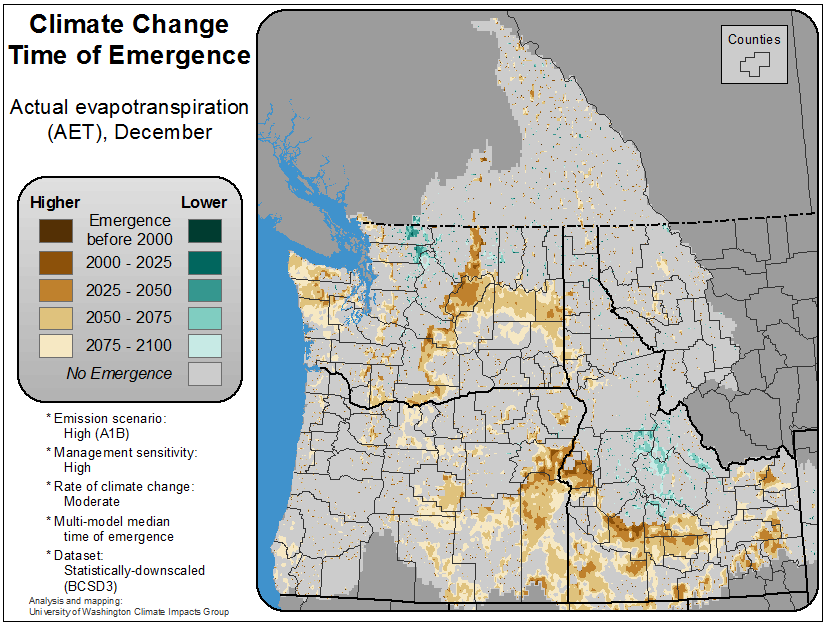 Climate Change
Time of Emergence
Actual evapotranspiration
(AET), December
Higher Lower
Emergence
before 2000
2000 - 2025
2025 - 2050
2050 - 2075
2075 - 2100
No Emergence
* Emission scenario:
High (A1B)
* Management sensitivity:
High
* Rate of climate change:
Moderate
* Multi-model median
time of emergence
* Dataset:
Statistically-downscaled
(BCSD3)
Analysis and mapping:
University of Washington Climate Impacts Group
Counties